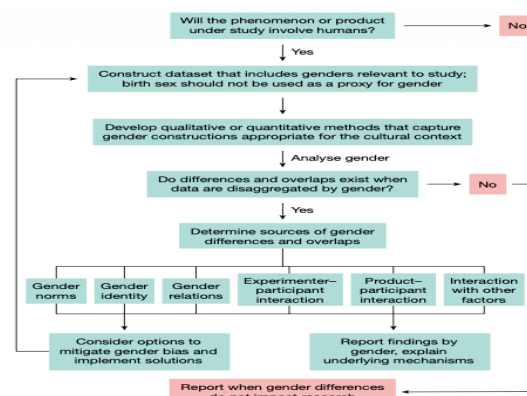 Will the phenomenon or product
under study involve humans?
No
Yes
Construct dataset that includes genders relevant to study;
birth sex should not be used as a proxy for gender
Develop qualitative or quantitative methods that capture
gender constructions appropriate for the cultural context
Analyse gender
Do differences and overlaps exist when
data are disaggregated by gender?
No
Yes
Determine sources of gender
differences and overlaps
Gender
norms
Gender
identity
Gender
relations
Experimenter–
participant
interaction
Product–
participant
interaction
Interaction
with other
factors
Consider options to
mitigate gender bias and
implement solutions
Report findings by
gender, explain
underlying mechanisms
Report when gender differences
do not impact research